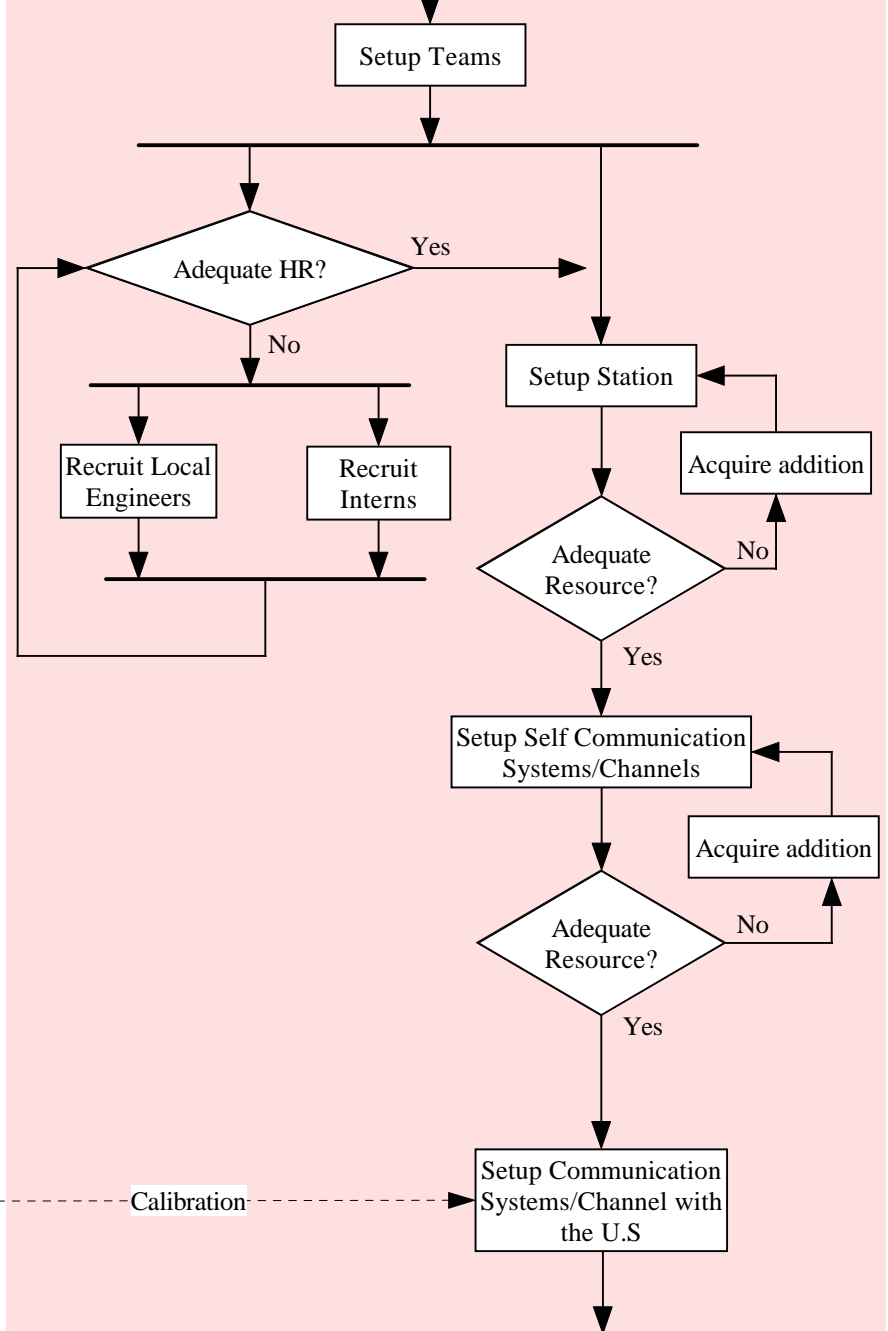 Setup Teams
Adequate HR?
Yes
No
Recruit Local
Engineers
Recruit
Interns
Setup Station
Acquire addition
Adequate
Resource?
No
Yes
Setup Self Communication
Systems/Channels
Acquire addition
Adequate
Resource?
No
Yes
Setup Communication
Systems/Channel with
the U.S
Calibration